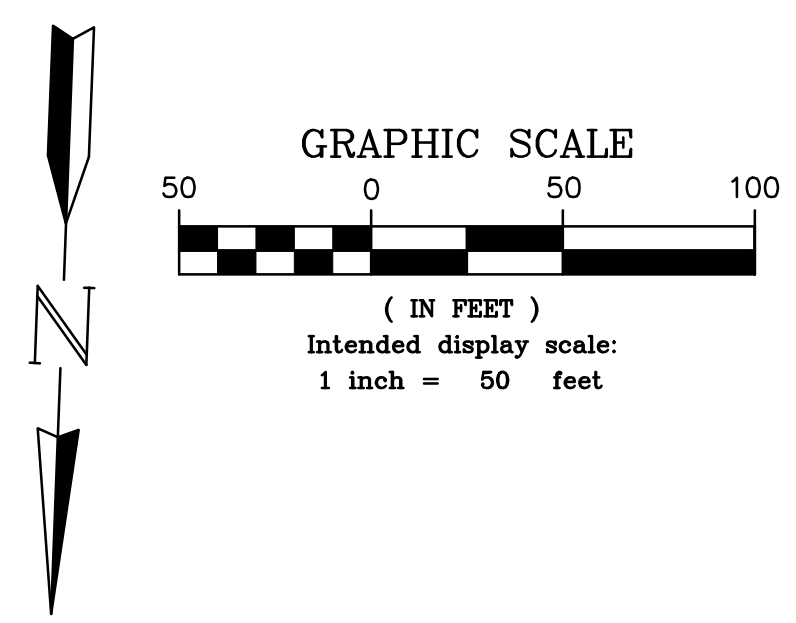 GRAPHIC SCALE
50 0 50 100
( IN FEET )
Intended display scale:
1 inch = 50 feet
N